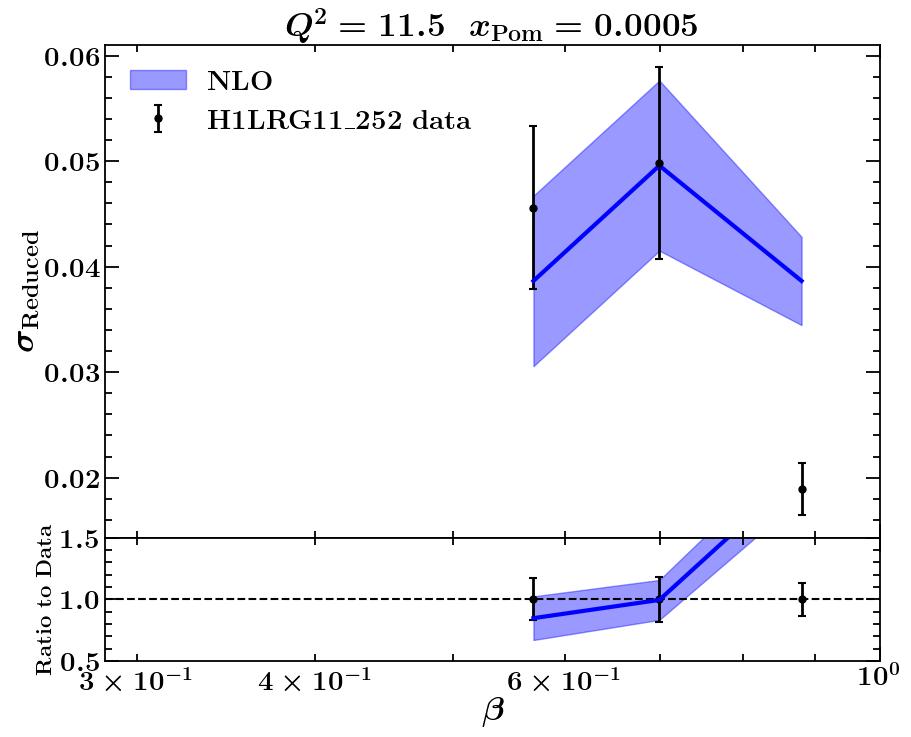 Q² = 11.5 x_Pom = 0.0005
NLO
H1LRG11_252 data
0.06
0.05
0.04
0.03
0.02
σ_Reduced
1.5
1.0
0.5
Ratio to Data
3 × 10⁻¹ 4 × 10⁻¹ 6 × 10⁻¹ 10⁰
β